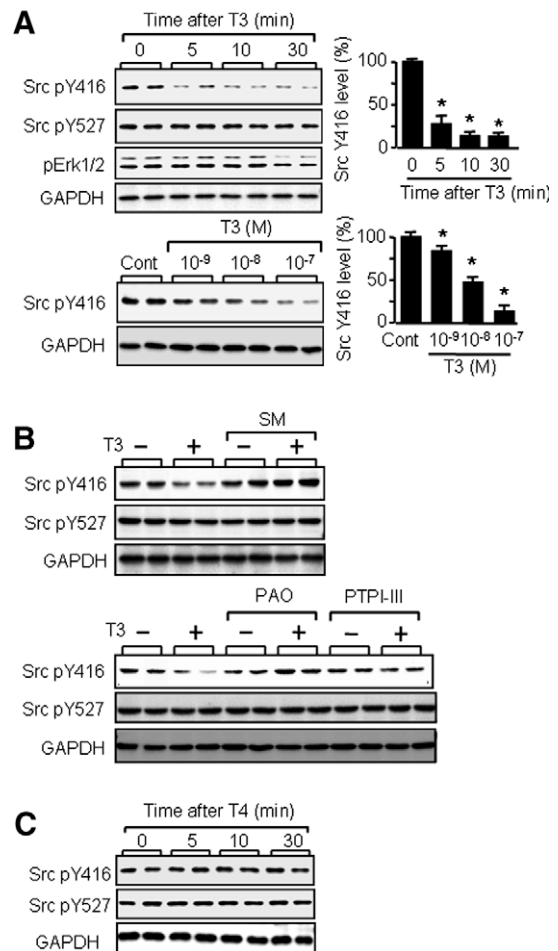 A
Time after T3 (min)
0 5 10 30
Src pY416
Src pY527
pErk1/2
GAPDH
Src Y416 level (%)
100
50
0
* * *
0 5 10 30
Time after T3 (min)
T3 (M)
Cont 10-9 10-8 10-7
Src pY416
GAPDH
Src Y416 level (%)
100
50
0
* * *
Cont 10-9 10-8 10-7
T3 (M)
B
SM
T3 – + – +
Src pY416
Src pY527
GAPDH
PAO PTPI-III
T3 – + – + – +
Src pY416
Src pY527
GAPDH
C
Time after T4 (min)
0 5 10 30
Src pY416
Src pY527
GAPDH